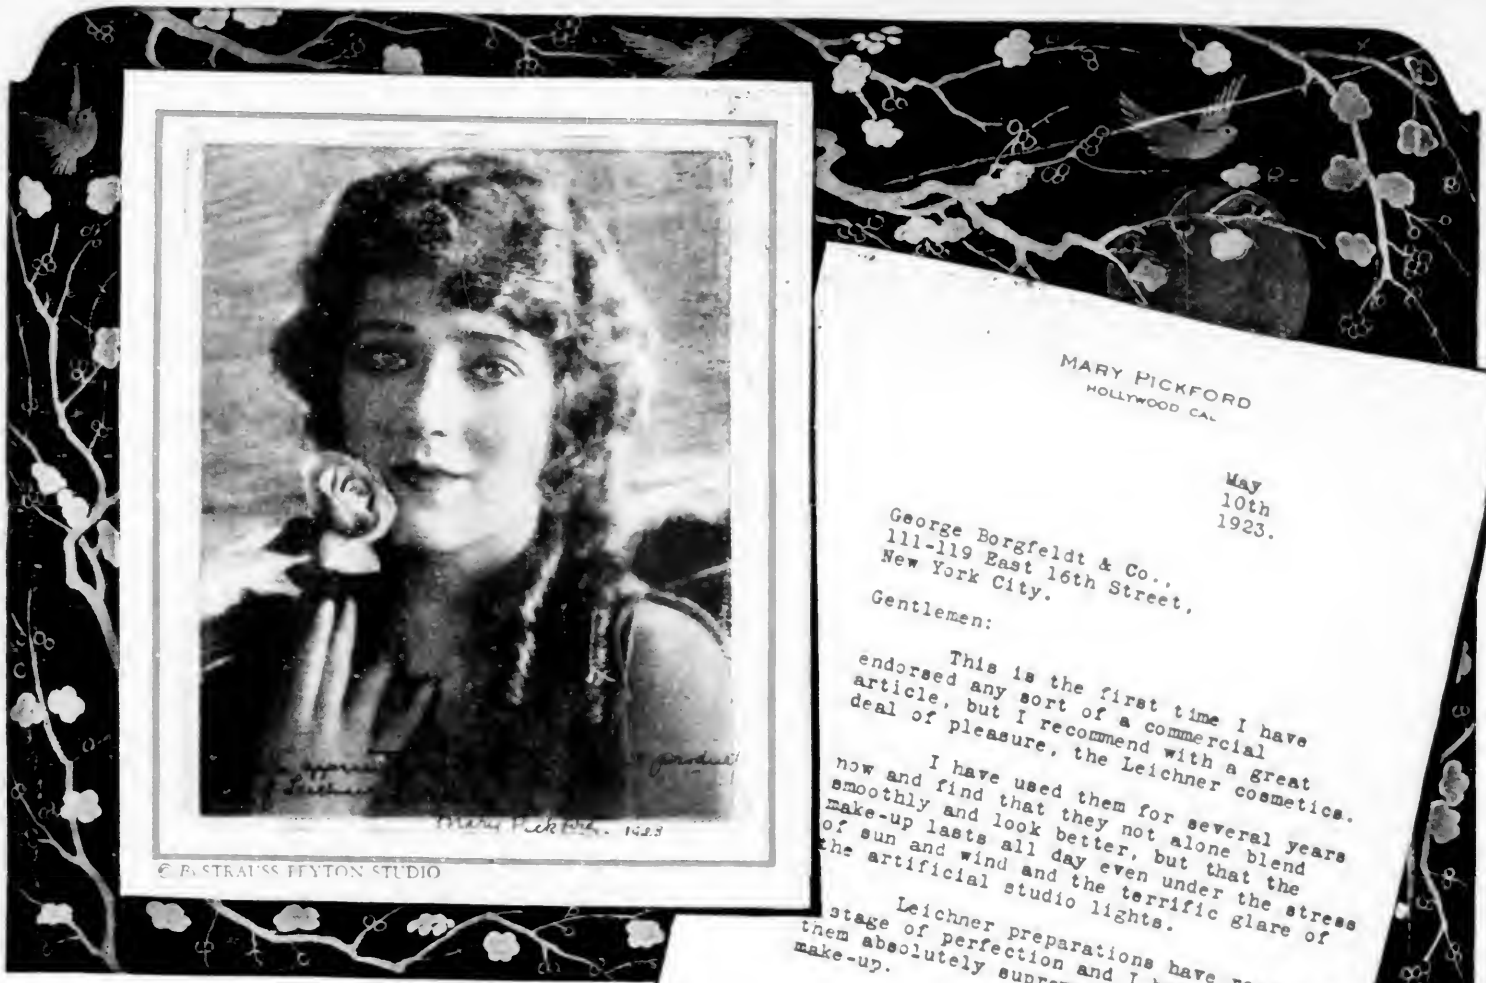 apprecia
produc
Leichner
Mary Pickford. 1923
© By STRAUSS PEYTON STUDIO
MARY PICKFORD
HOLLYWOOD CAL
May
10th
1923.
George Borgfeldt & Co.,
111-119 East 16th Street,
New York City.
Gentlemen:
This is the first time I have
endorsed any sort of a commercial
article, but I recommend with a great
deal of pleasure, the Leichner cosmetics.
I have used them for several years
now and find that they not alone blend
smoothly and look better, but that the
make-up lasts all day even under the stress
of sun and wind and the terrific glare of
the artificial studio lights.
Leichner preparations have
stage of perfection and I
them absolutely
make-up.